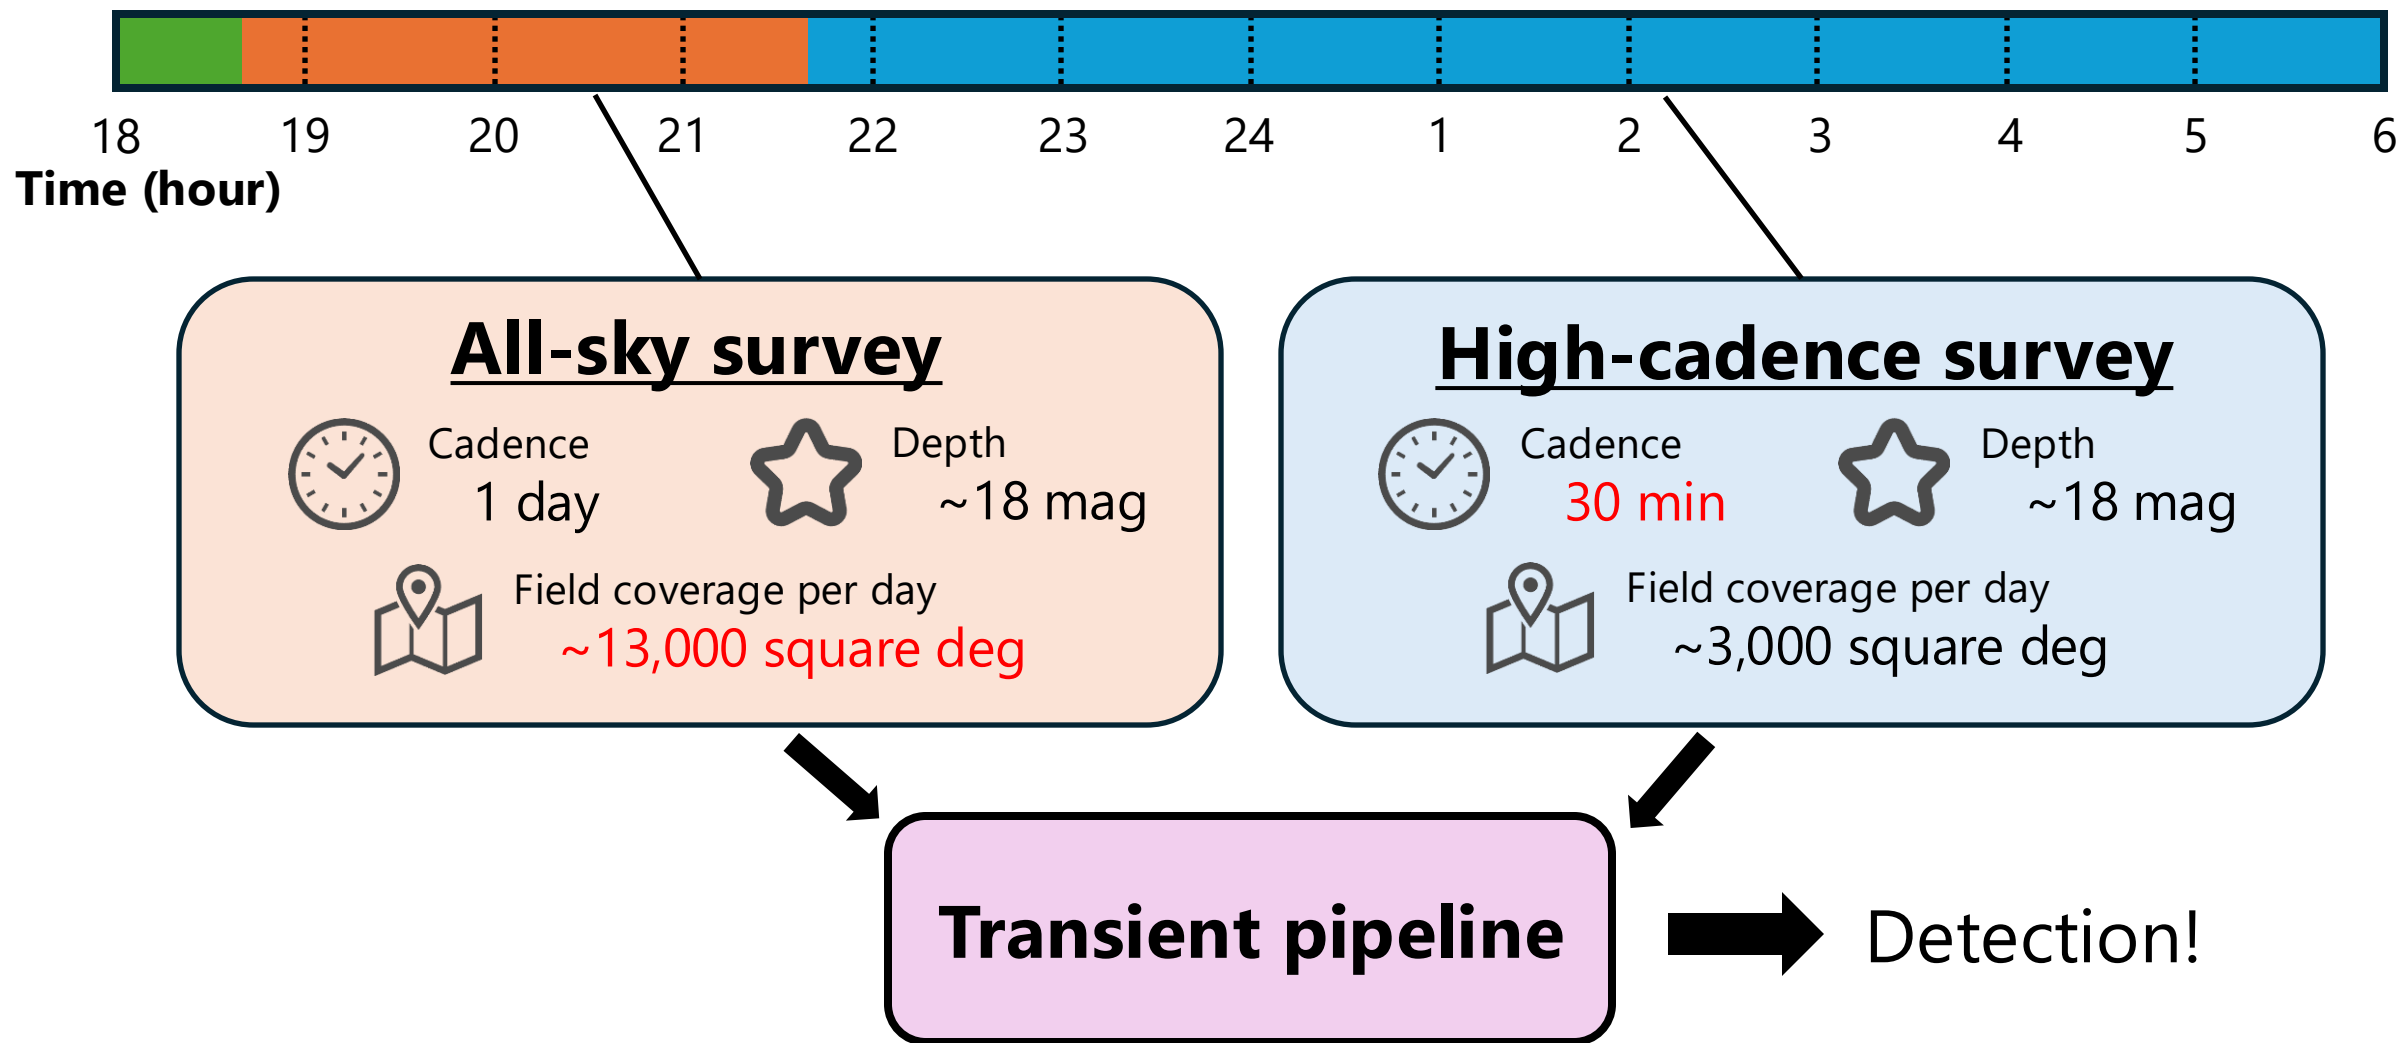 18 19 20 21 22 23 24 1 2 3 4 5 6
Time (hour)
All-sky survey
Cadence
1 day
Depth
~18 mag
Field coverage per day
~13,000 square deg
High-cadence survey
Cadence
30 min
Depth
~18 mag
Field coverage per day
~3,000 square deg
Transient pipeline
Detection!